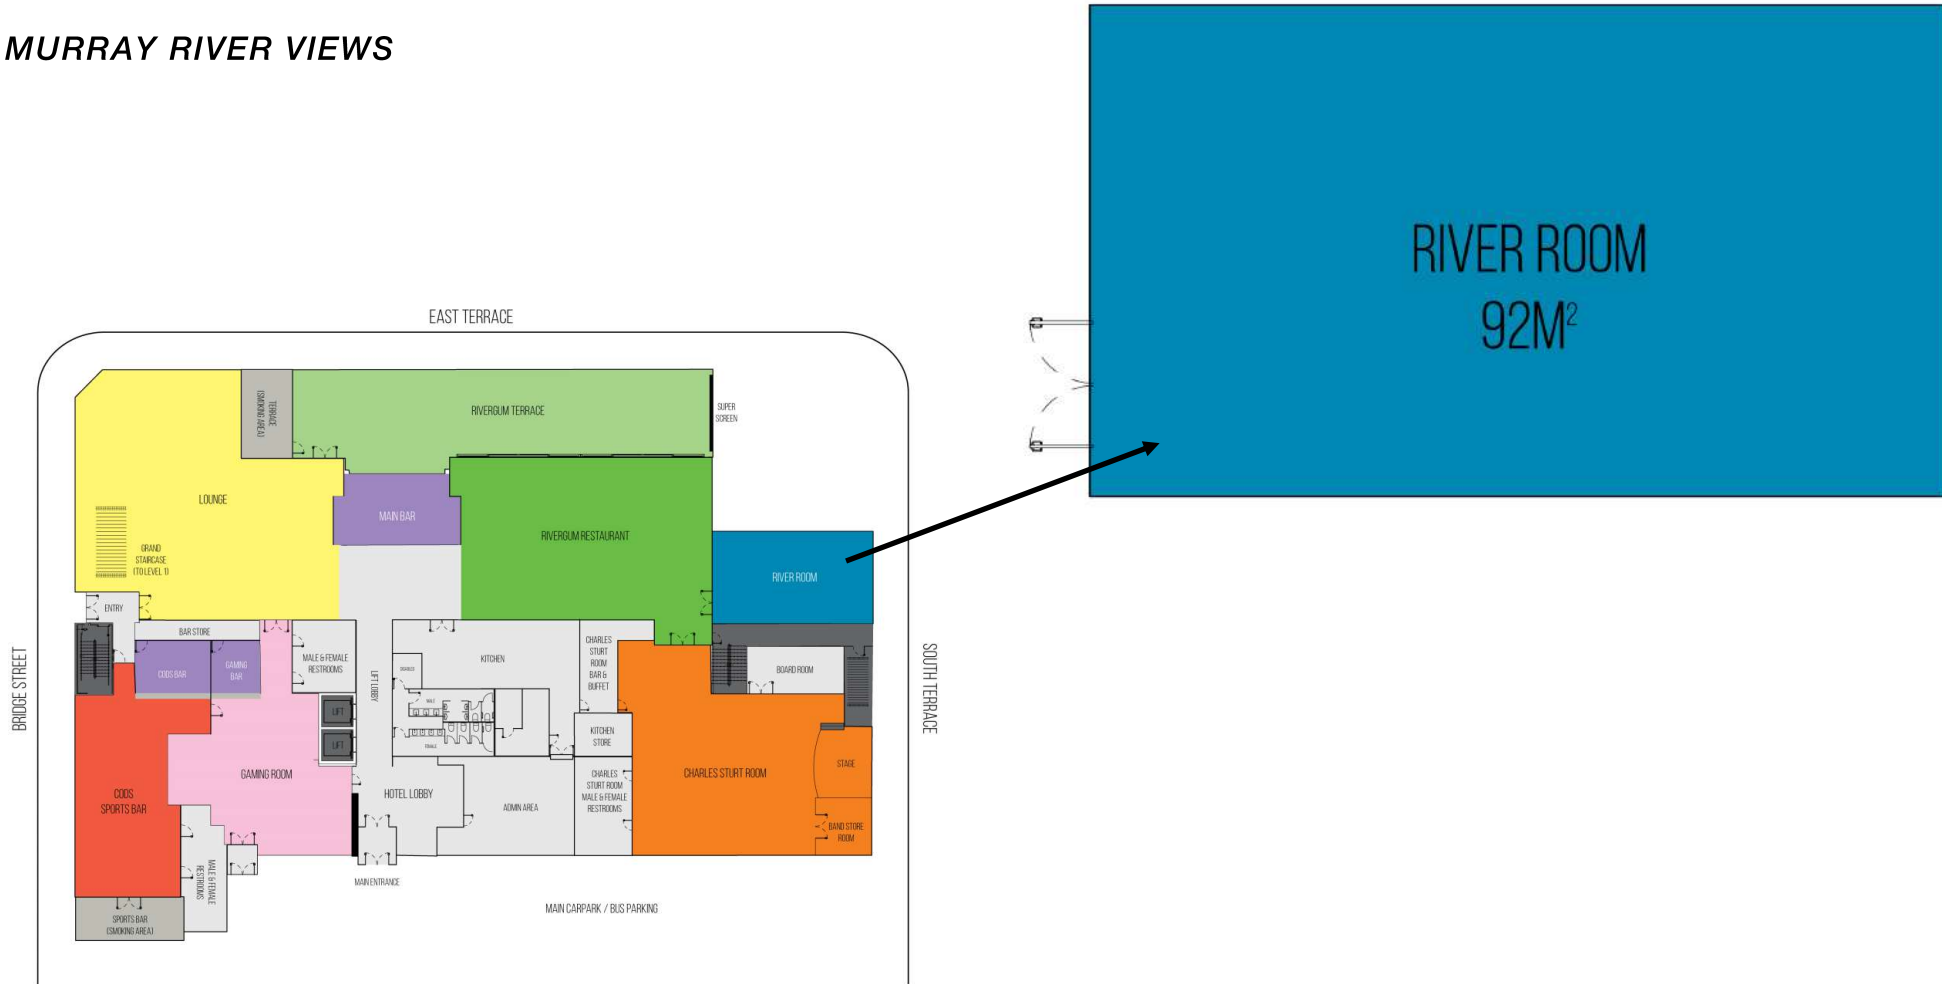 MURRAY RIVER VIEWS
RIVER ROOM
92M²
EAST TERRACE
TERRACE
(SMOKING AREA)
RIVERGUM TERRACE
SUPER
SCREEN
LOUNGE
MAIN BAR
RIVERGUM RESTAURANT
GRAND
STAIRCASE
(TO LEVEL 1)
RIVER ROOM
ENTRY
BAR STORE
CODS BAR
GAMING
BAR
MALE & FEMALE
RESTROOMS
LIFT LOBBY
KITCHEN
DISABLED
MALE
FEMALE
CHARLES
STURT
ROOM
BAR &
BUFFET
BOARD ROOM
BRIDGE STREET
SOUTH TERRACE
LIFT
LIFT
KITCHEN
STORE
GAMING ROOM
CODS
SPORTS BAR
HOTEL LOBBY
ADMIN AREA
CHARLES
STURT ROOM
MALE & FEMALE
RESTROOMS
CHARLES STURT ROOM
STAGE
BAND STORE
ROOM
MALE & FEMALE
RESTROOMS
MAIN ENTRANCE
MAIN CARPARK / BUS PARKING
SPORTS BAR
(SMOKING AREA)